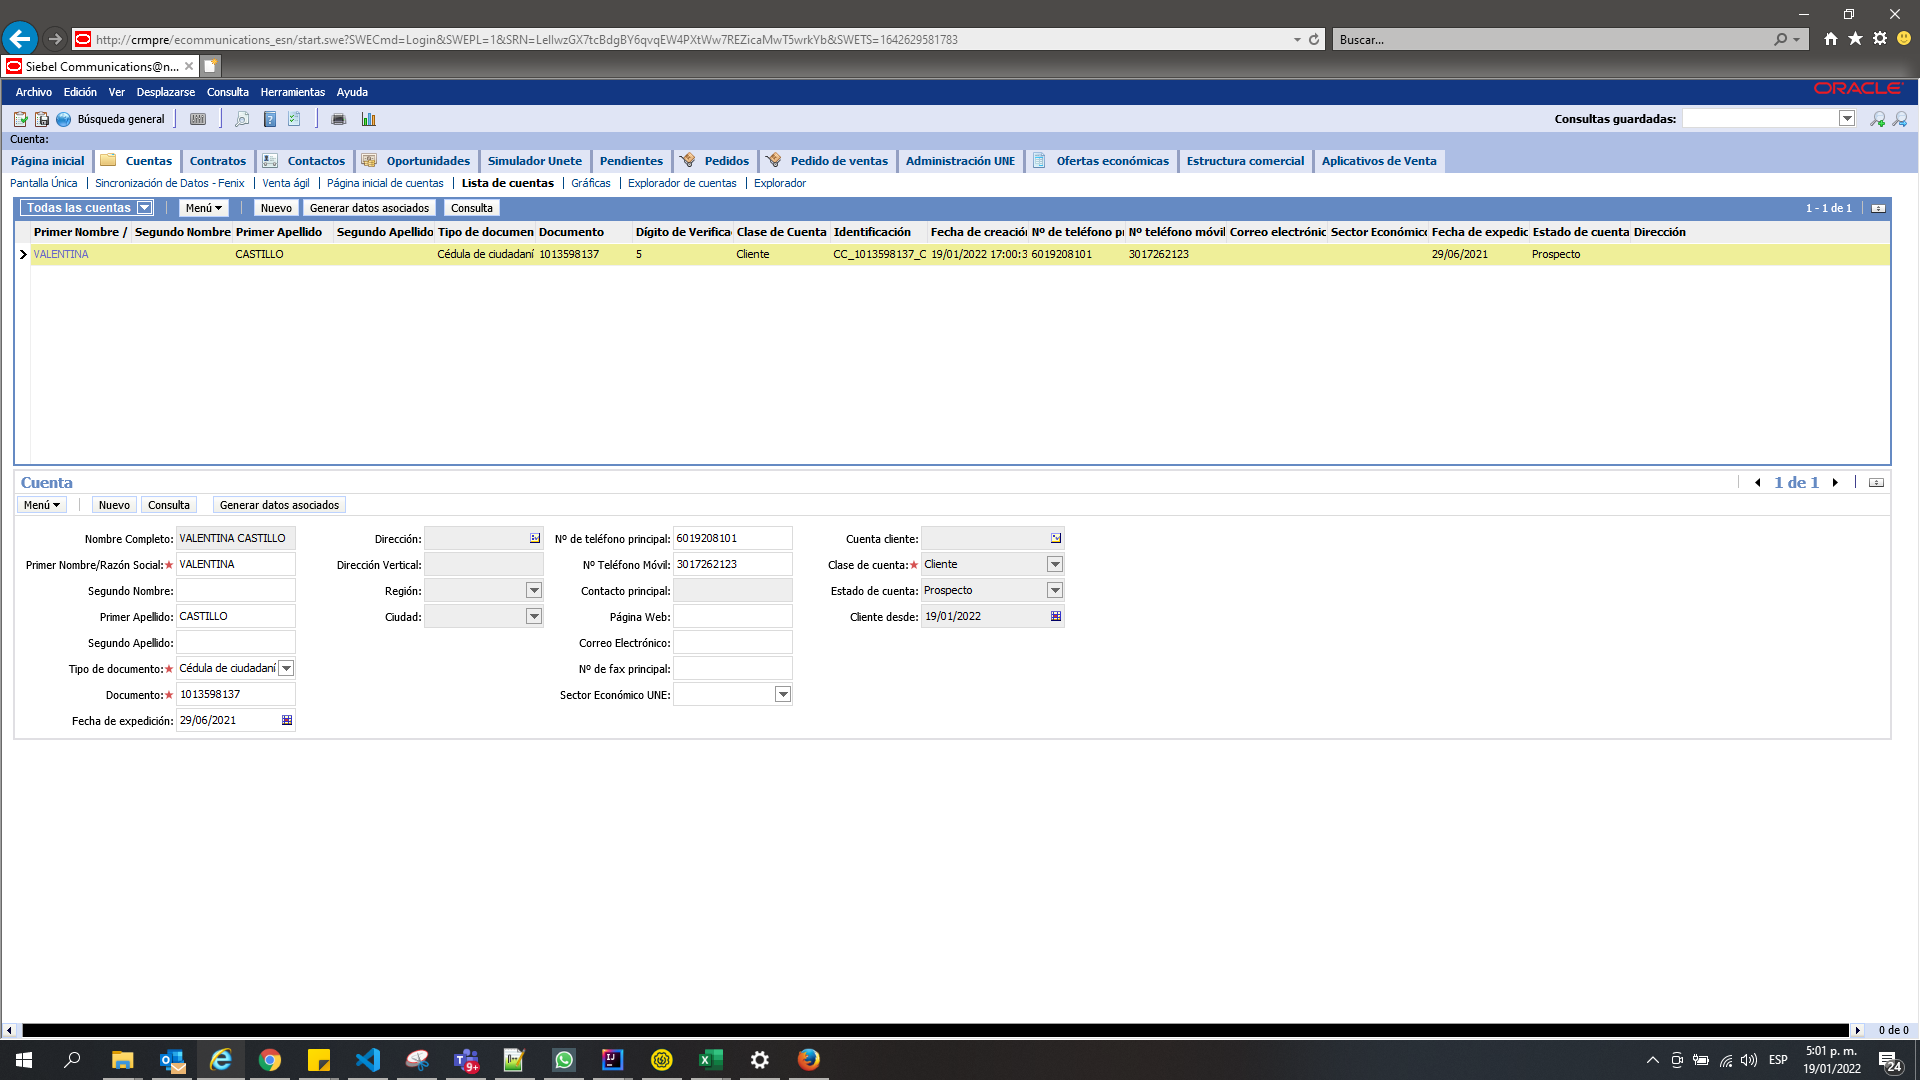 http://crmpre/ecommunications_esn/start.swe?SWECmd=Login&SWEPL=1&SRN=LeIlwzGX7tcBdgBY6qvqEW4PXtWw7REZicaMwT5wrkYb&SWETS=1642629581783
Buscar...
Siebel Communications@n...
Archivo Edición Ver Desplazarse Consulta Herramientas Ayuda
ORACLE
Búsqueda general
Consultas guardadas:
Cuenta:
Página inicial Cuentas Contratos Contactos Oportunidades Simulador Unete Pendientes Pedidos Pedido de ventas Administración UNE Ofertas económicas Estructura comercial Aplicativos de Venta
Pantalla Única Sincronización de Datos - Fenix Venta ágil Página inicial de cuentas Lista de cuentas Gráficas Explorador de cuentas Explorador
Todas las cuentas Menú Nuevo Generar datos asociados Consulta 1 - 1 de 1
Primer Nombre / Segundo Nombre Primer Apellido Segundo Apellido Tipo de documen Documento Dígito de Verifica Clase de Cuenta Identificación Fecha de creació Nº de teléfono p Nº teléfono móvil Correo electrónic Sector Económico Fecha de expedic Estado de cuenta Dirección
VALENTINA CASTILLO Cédula de ciudadaní 1013598137 5 Cliente CC_1013598137_C 19/01/2022 17:00:3 6019208101 3017262123 29/06/2021 Prospecto
Cuenta 1 de 1
Menú Nuevo Consulta Generar datos asociados
Nombre Completo: VALENTINA CASTILLO Dirección: Nº de teléfono principal: 6019208101 Cuenta cliente:
Primer Nombre/Razón Social:★ VALENTINA Dirección Vertical: Nº Teléfono Móvil: 3017262123 Clase de cuenta:★ Cliente
Segundo Nombre: Región: Contacto principal: Estado de cuenta: Prospecto
Primer Apellido: CASTILLO Ciudad: Página Web: Cliente desde: 19/01/2022
Segundo Apellido: Correo Electrónico:
Tipo de documento:★ Cédula de ciudadaní Nº de fax principal:
Documento:★ 1013598137 Sector Económico UNE:
Fecha de expedición: 29/06/2021
0 de 0
9+
ESP
5:01 p. m.
19/01/2022
24